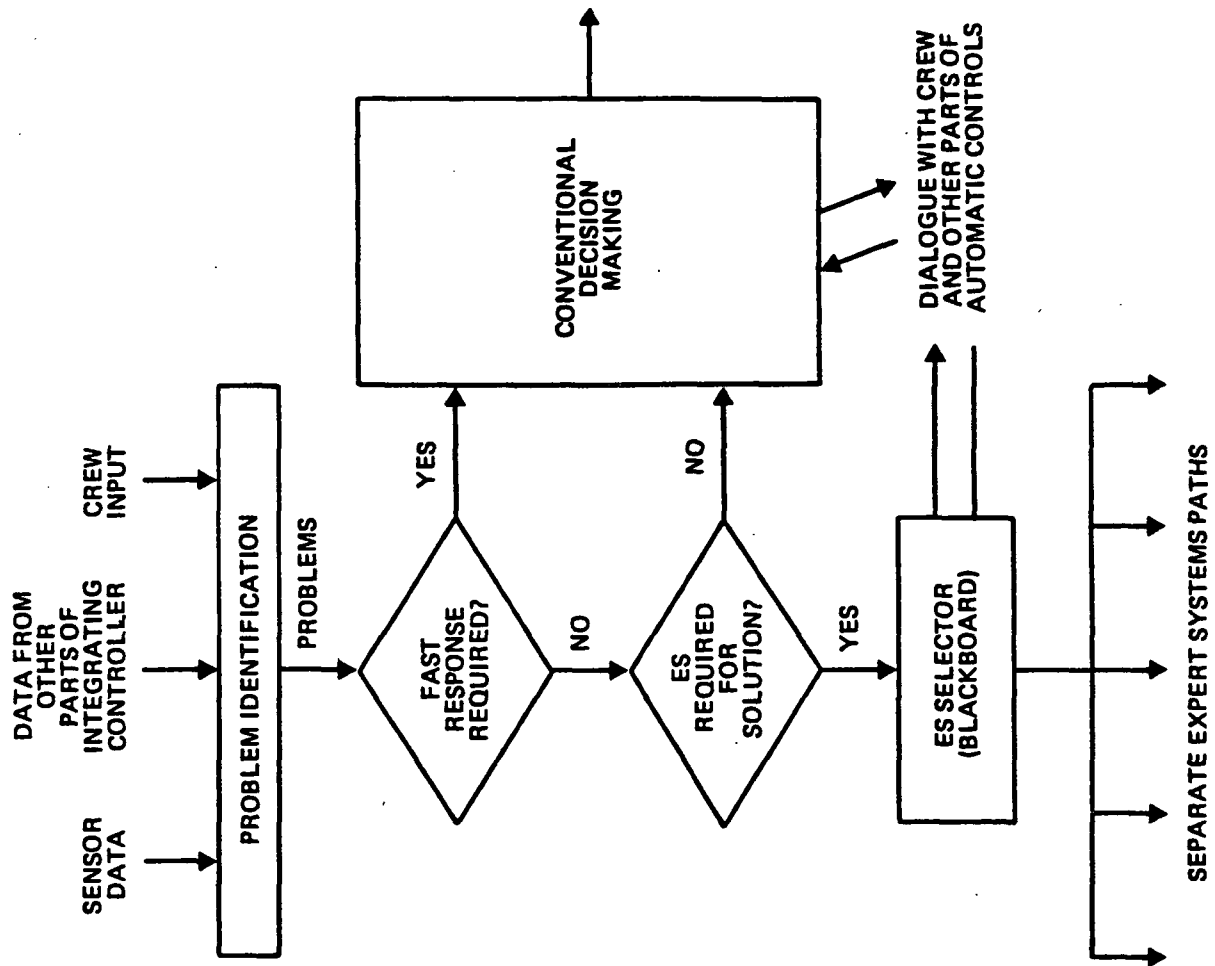 DATA FROM
OTHER
PARTS OF
INTEGRATING
CONTROLLER
SENSOR
DATA
CREW
INPUT
PROBLEM IDENTIFICATION
PROBLEMS
FAST
RESPONSE
REQUIRED?
YES
NO
CONVENTIONAL
DECISION
MAKING
ES
REQUIRED
FOR
SOLUTION?
NO
YES
ES SELECTOR
(BLACKBOARD)
DIALOGUE WITH CREW
AND OTHER PARTS OF
AUTOMATIC CONTROLS
SEPARATE EXPERT SYSTEMS PATHS